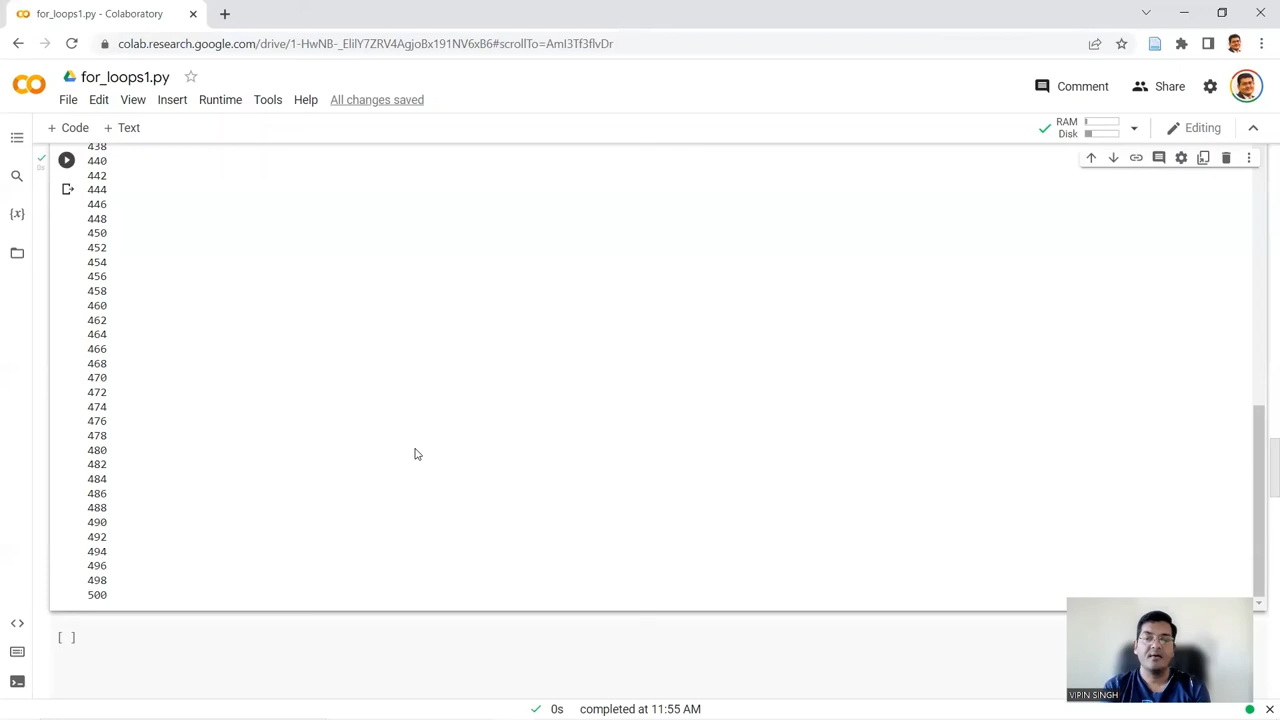 for_loops1.py - Colaboratory
colab.research.google.com/drive/1-HwNB-_ElilY7ZRV4AgjoBx191NV6xB6#scrollTo=AmI3Tf3flvDr
for_loops1.py
Comment
Share
File Edit View Insert Runtime Tools Help All changes saved
+ Code + Text
RAM
Disk
Editing
438
440
442
444
446
448
450
452
454
456
458
460
462
464
466
468
470
472
474
476
478
480
482
484
486
488
490
492
494
496
498
500
[ ]
VIPIN SINGH
0s completed at 11:55 AM